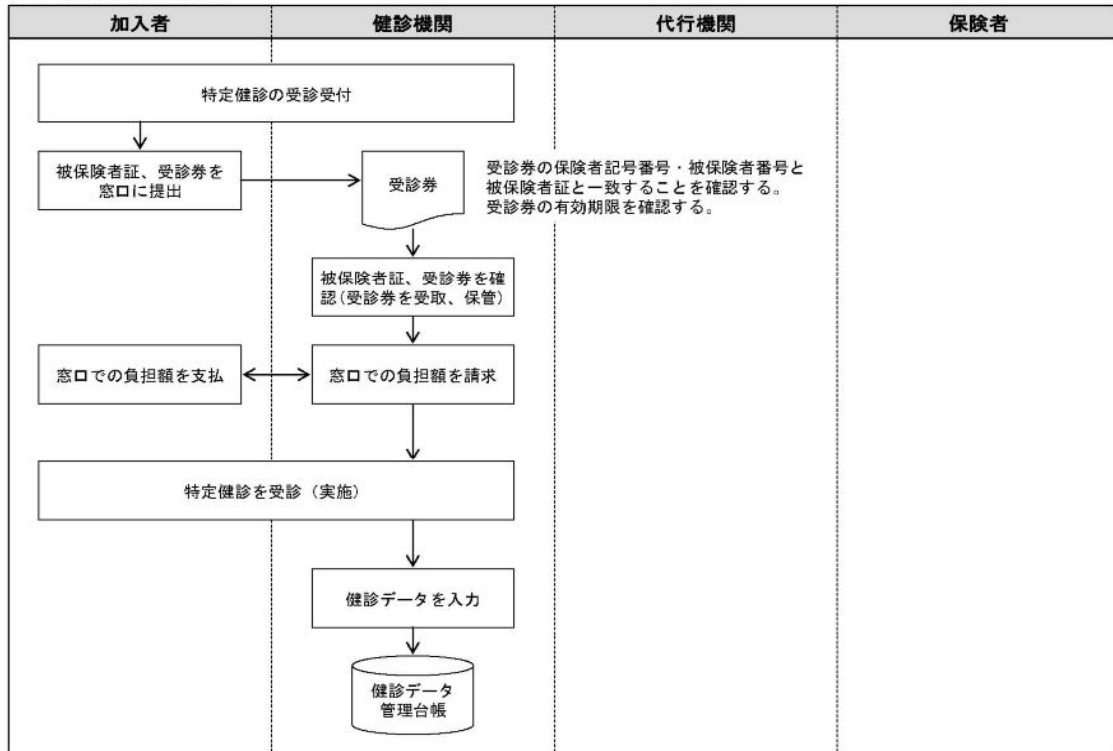 加入者
健診機関
代行機関
保険者
特定健診の受診受付
被保険者証、受診券を
窓口に提出
受診券
受診券の保険者記号番号・被保険者番号と
被保険者証と一致することを確認する。
受診券の有効期限を確認する。
被保険者証、受診券を確
認(受診券を受取、保管)
窓口での負担額を支払
窓口での負担額を請求
特定健診を受診（実施）
健診データを入力
健診データ
管理台帳